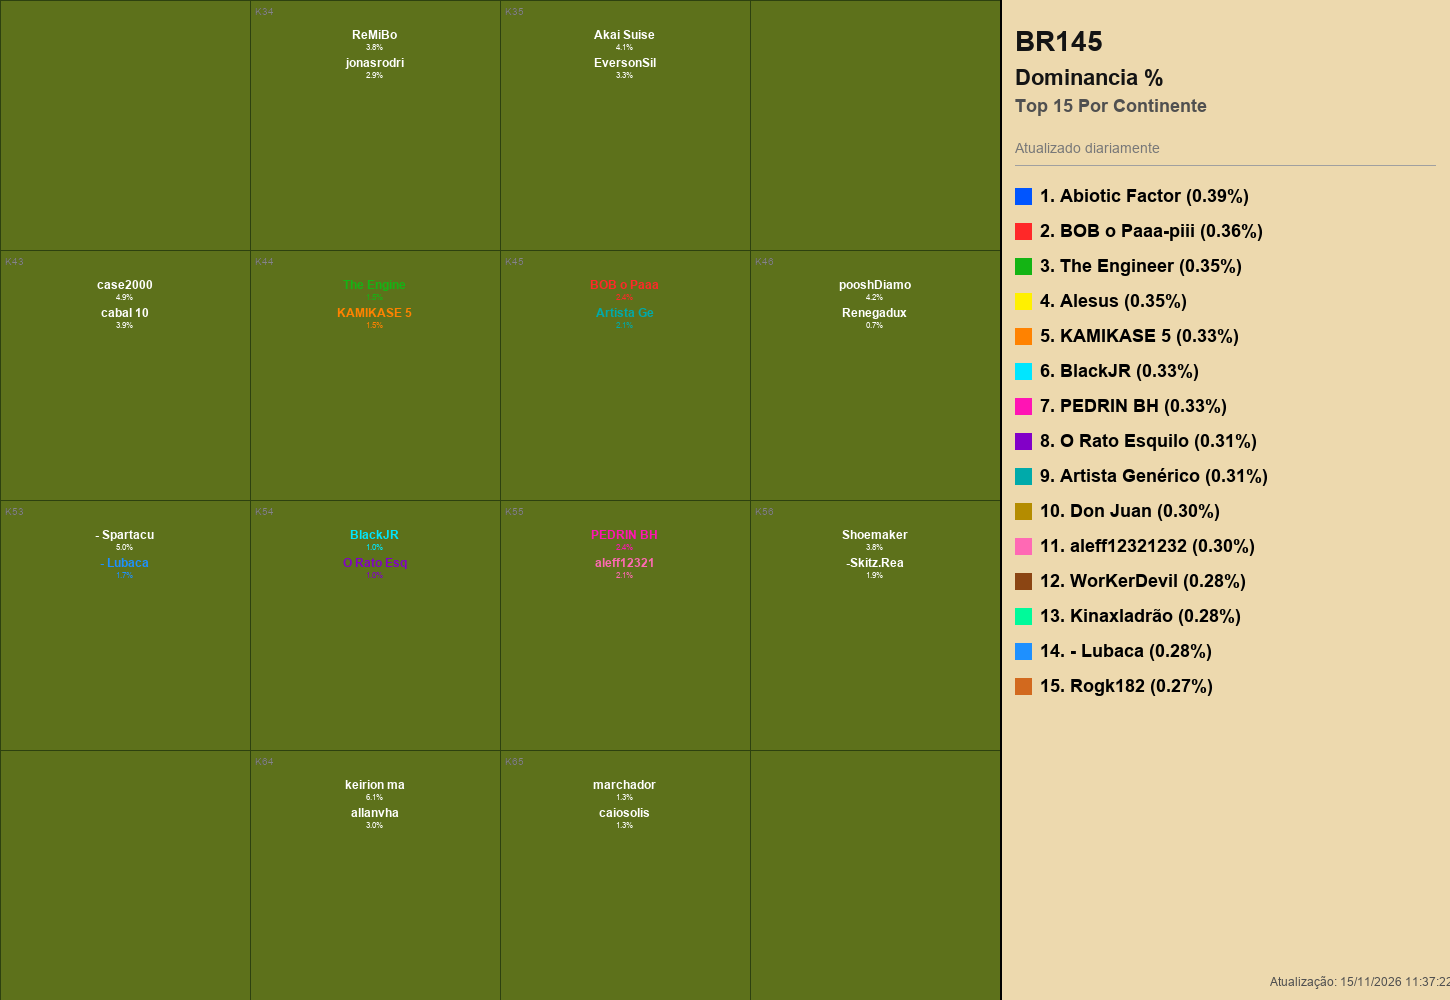 K34
ReMiBo
3.8%
jonasrodri
2.9%
K35
Akai Suise
4.1%
EversonSil
3.3%
K43
case2000
4.9%
cabal 10
3.9%
K44
The Engine
KAMIKASE 5
1.5%
K45
BOB o Paaa
Artista Ge
2.1%
K46
pooshDiamo
4.2%
Renegadux
0.7%
K53
- Spartacu
5.0%
- Lubaca
1.7%
K54
BlackJR
1.0%
O Rato Esq
1.0%
K55
PEDRIN BH
aleff12321
2.1%
K56
Shoemaker
3.8%
-Skitz.Rea
1.9%
K64
keirion ma
6.1%
allanvha
3.0%
K65
marchador
1.3%
caiosolis
1.3%
BR145
Dominancia %
Top 15 Por Continente
Atualizado diariamente
1. Abiotic Factor (0.39%)
2. BOB o Paaa-piii (0.36%)
3. The Engineer (0.35%)
4. Alesus (0.35%)
5. KAMIKASE 5 (0.33%)
6. BlackJR (0.33%)
7. PEDRIN BH (0.33%)
8. O Rato Esquilo (0.31%)
9. Artista Genérico (0.31%)
10. Don Juan (0.30%)
11. aleff12321232 (0.30%)
12. WorKerDevil (0.28%)
13. Kinaxladrão (0.28%)
14. - Lubaca (0.28%)
15. Rogk182 (0.27%)
Atualização: 15/11/2026 11:37:22